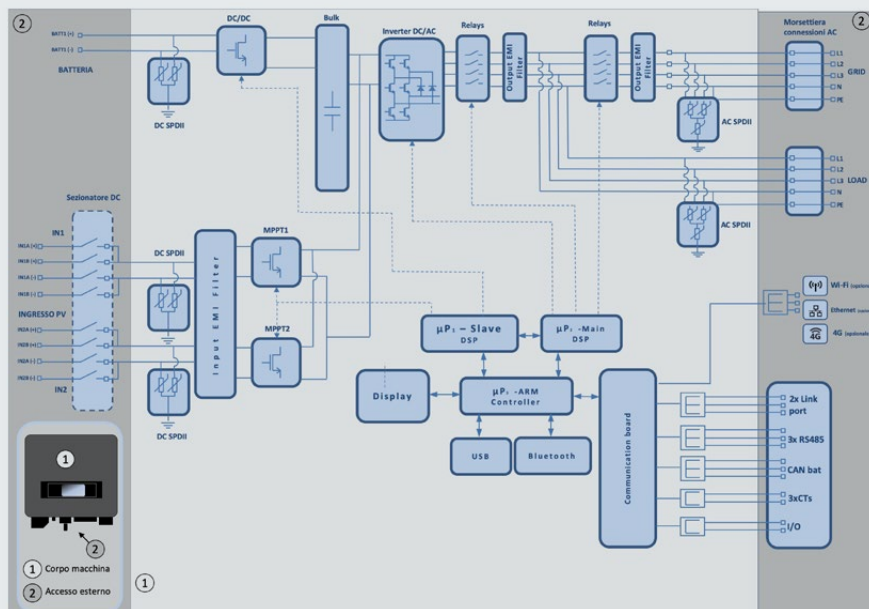 2
2
DC/DC
Bulk
Inverter DC/AC
Relays
Relays
Morsettiera
connessioni AC
BATT1 (+)
BATT1 (-)
BATTERIA
DC SPDII
Output EMI
Filter
Output EMI
Filter
L1
L2
L3
N
PE
GRID
AC SPDII
L1
L2
L3
N
PE
LOAD
AC SPDII
Sezionatore DC
IN1
IN1A (+)
IN1B (+)
IN1A (-)
IN1B (-)
INGRESSO PV
IN2A (+)
IN2B (+)
IN2A (-)
IN2B (-)
IN2
DC SPDII
DC SPDII
Input EMI Filter
MPPT1
MPPT2
Wi-Fi
Ethernet
4G
4G
µP3 – Slave
DSP
µP1 -Main
DSP
µP2 -ARM
Controller
Display
USB
Bluetooth
Communication board
2x Link
port
3x RS485
CAN bat
3xCTs
I/O
1
2
1 Corpo macchina
2 Accesso esterno
1